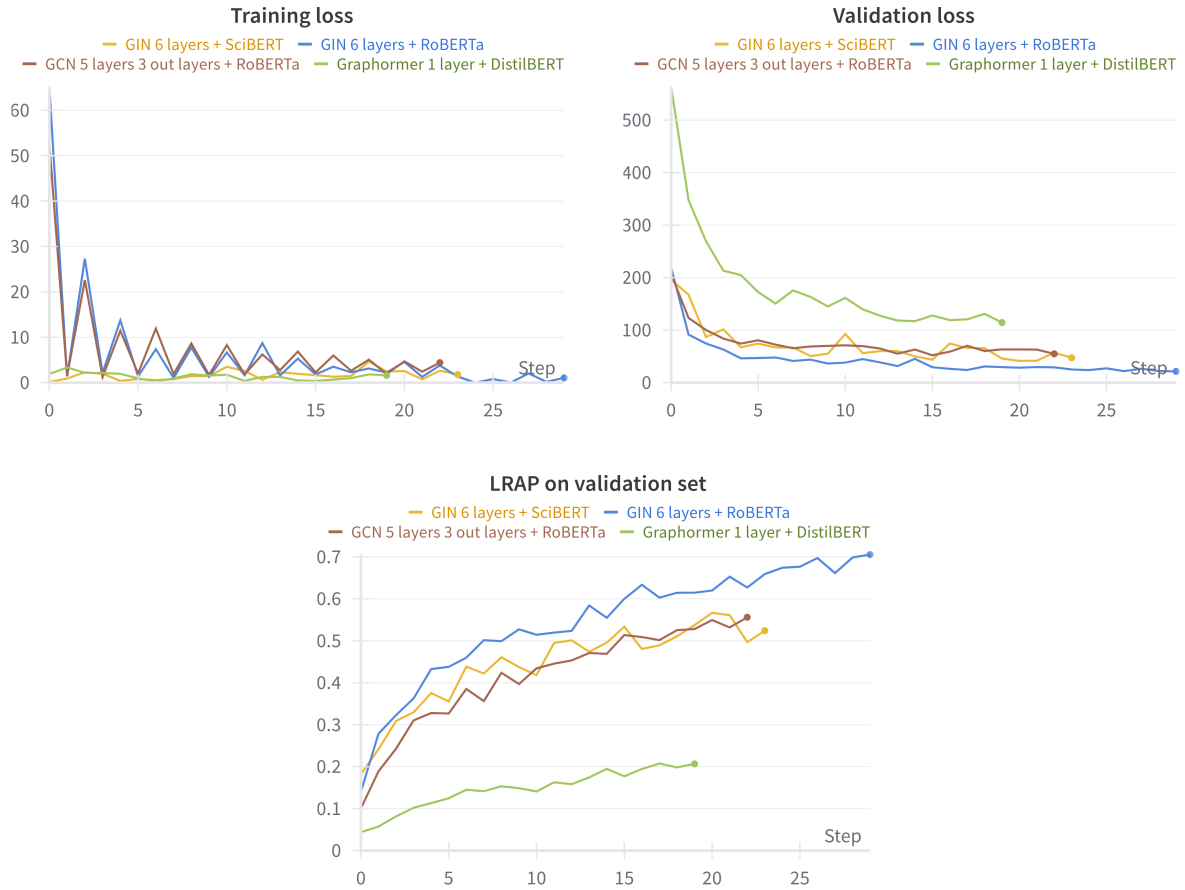 Training loss
GIN 6 layers + SciBERT GIN 6 layers + RoBERTa
GCN 5 layers 3 out layers + RoBERTa Graphormer 1 layer + DistilBERT
60
50
40
30
20
10
0
Step
0 5 10 15 20 25
Validation loss
GIN 6 layers + SciBERT GIN 6 layers + RoBERTa
GCN 5 layers 3 out layers + RoBERTa Graphormer 1 layer + DistilBERT
500
400
300
200
100
0
Step
0 5 10 15 20 25
LRAP on validation set
GIN 6 layers + SciBERT GIN 6 layers + RoBERTa
GCN 5 layers 3 out layers + RoBERTa Graphormer 1 layer + DistilBERT
0.7
0.6
0.5
0.4
0.3
0.2
0.1
0
Step
0 5 10 15 20 25